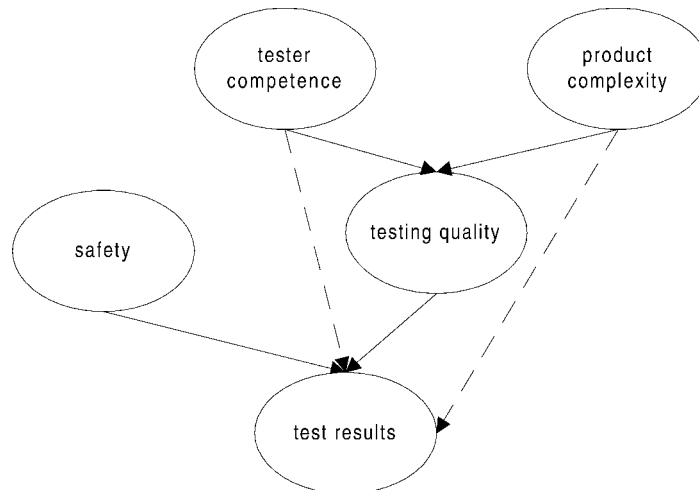 tester
competence
product
complexity
safety
testing quality
test results